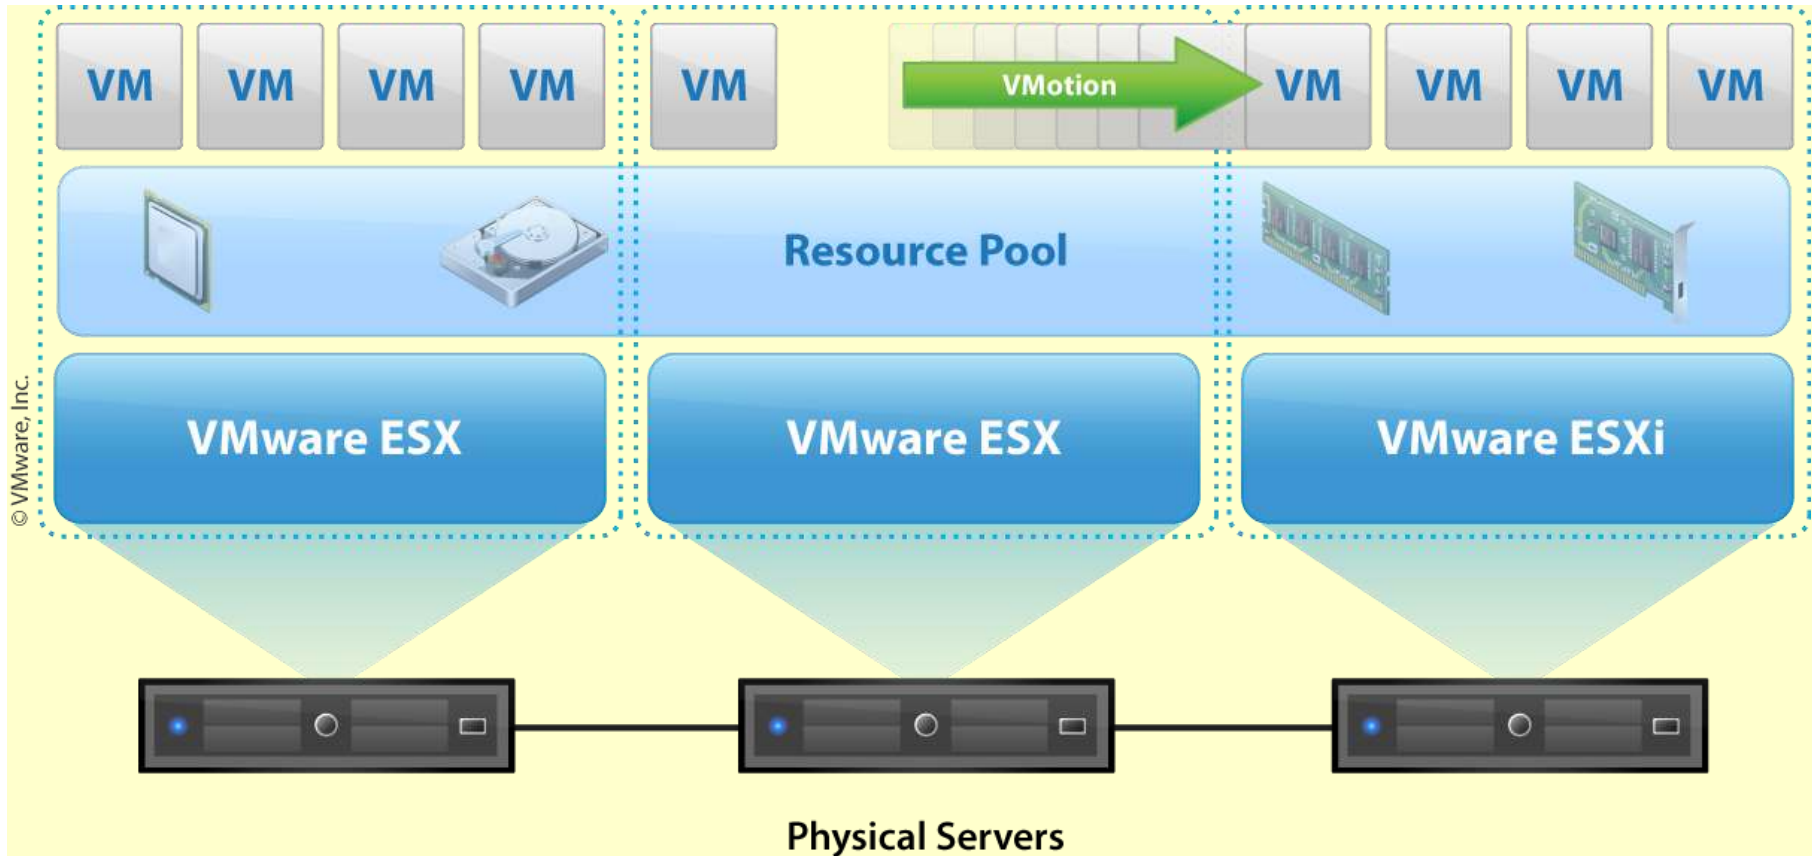 VM VM VM VM VM VMotion VM VM VM VM
Resource Pool
VMware ESX VMware ESX VMware ESXi
© VMware, Inc.
Physical Servers